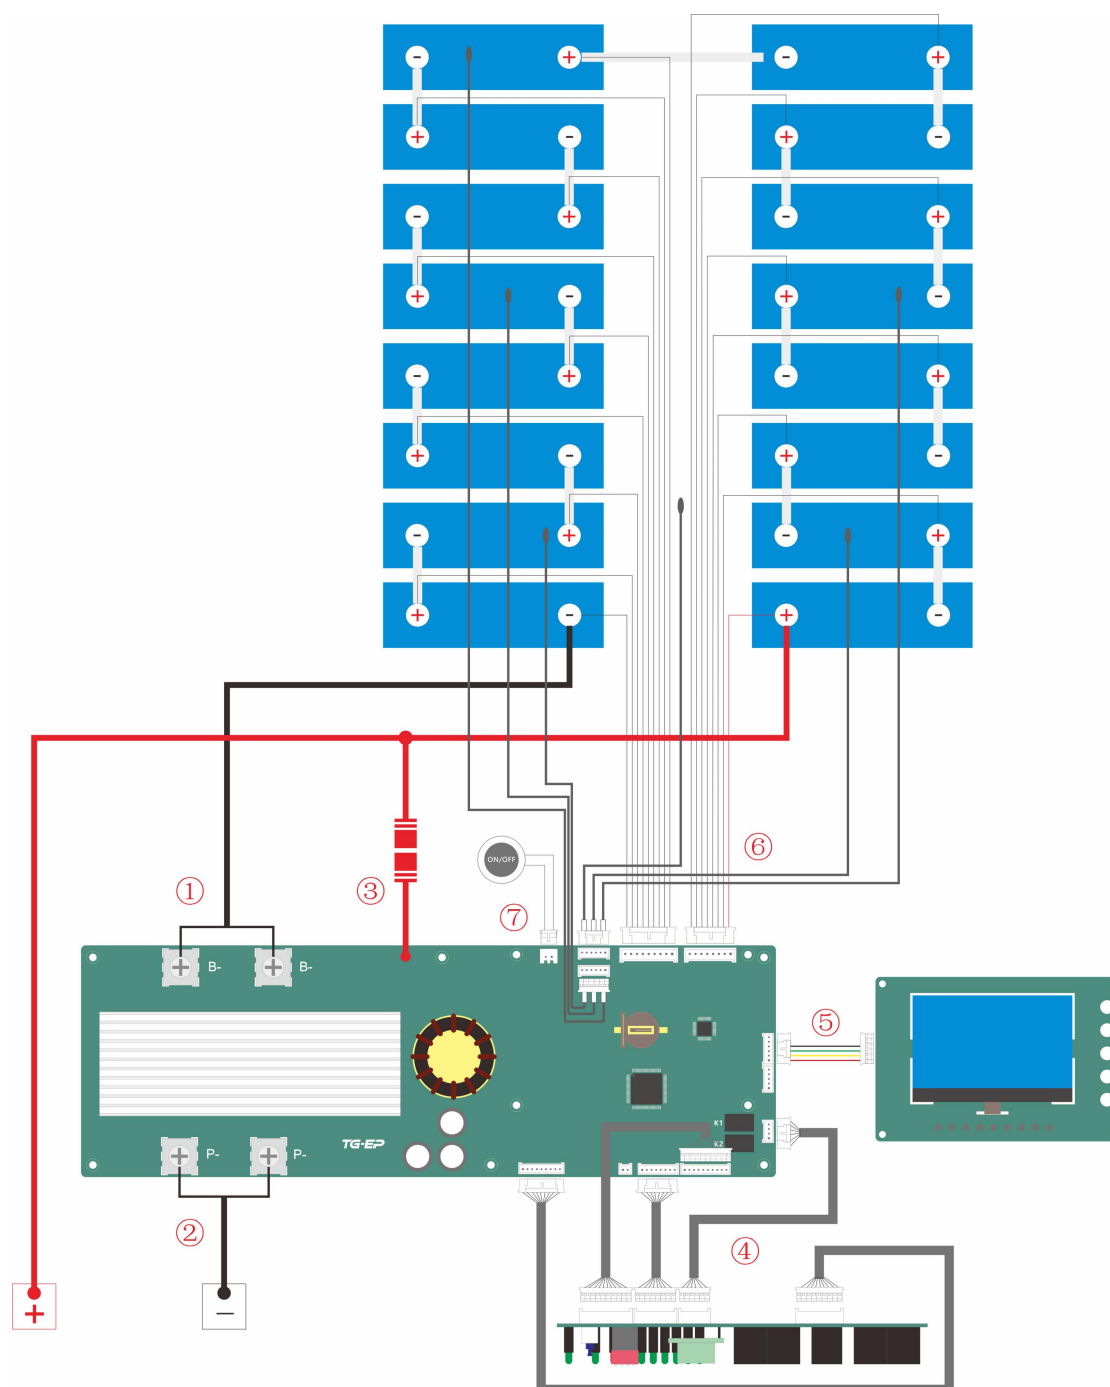 - + - +
+ - + -
- + - +
+ - + -
- + - +
+ - + -
- + - +
+ - + -
ON/OFF
⑥
① ③ ⑦
B- B-
⑤
K1
K2
TG-EP
P- P-
② ④
+ −